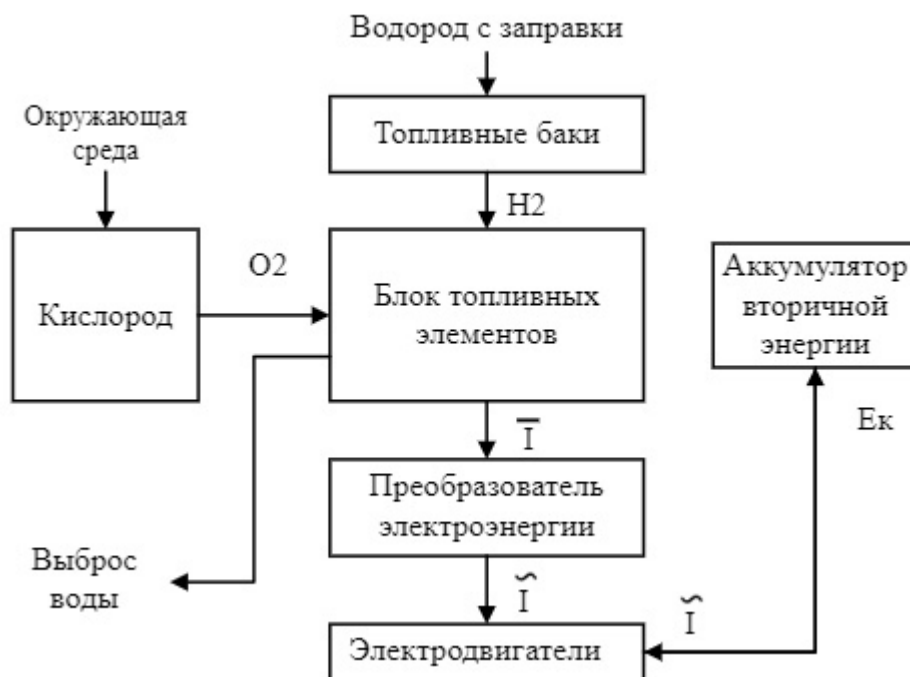 Водород с заправки
Окружающая
среда
Топливные баки
H2
O2
Кислород
Блок топливных
элементов
Аккумулятор
вторичной
энергии
Ек
I
Преобразователь
электроэнергии
Выброс
воды
I
I
Электродвигатели